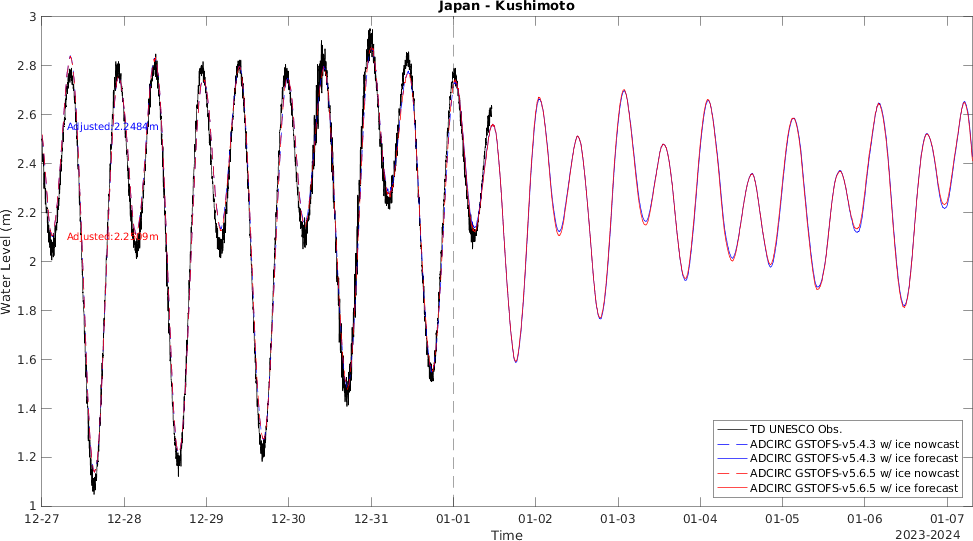 Japan - Kushimoto
3
2.8
2.6
2.4
2.2
2
1.8
1.6
1.4
1.2
1
Water Level (m)
Adjusted:2.2484m
12-27
12-28
12-29
12-30
12-31
01-01
01-02
01-03
01-04
01-05
01-06
01-07
Time
2023-2024
TD UNESCO Obs.
ADCIRC GSTOFS-v5.4.3 w/ ice nowcast
ADCIRC GSTOFS-v5.4.3 w/ ice forecast
ADCIRC GSTOFS-v5.6.5 w/ ice nowcast
ADCIRC GSTOFS-v5.6.5 w/ ice forecast